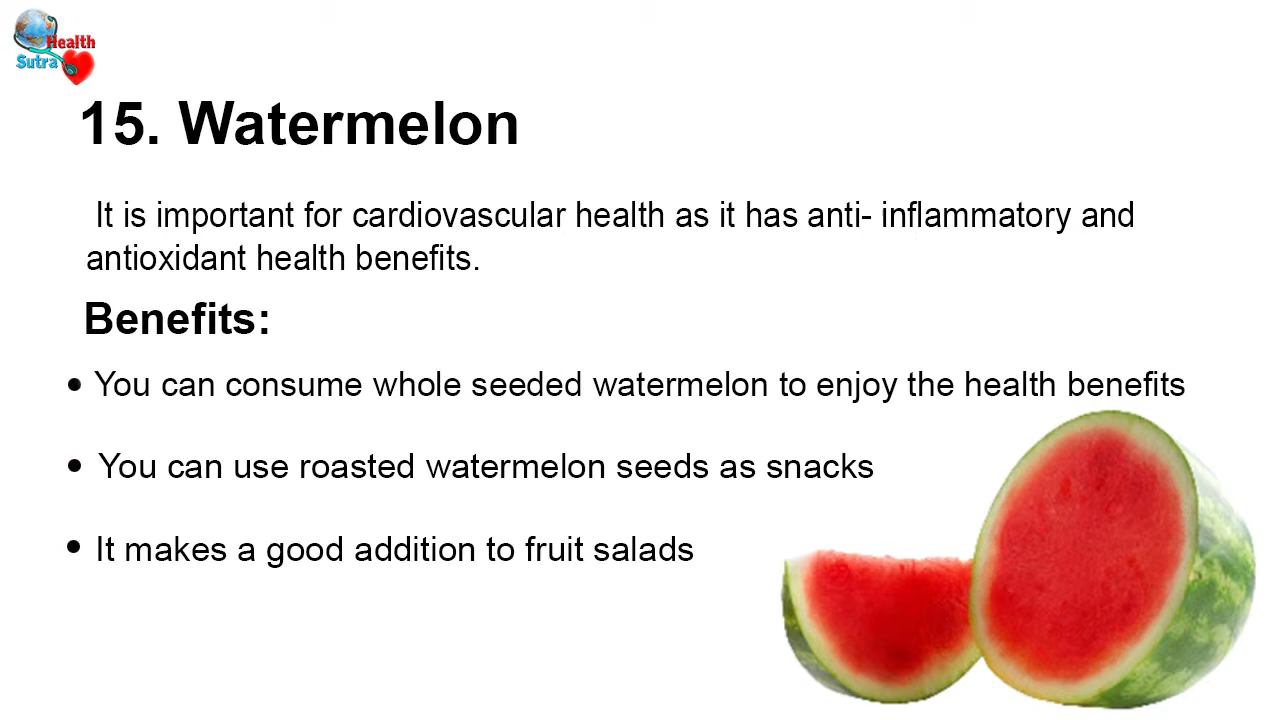 Health
Sutra
15. Watermelon
It is important for cardiovascular health as it has anti- inflammatory and
antioxidant health benefits.
Benefits:
• You can consume whole seeded watermelon to enjoy the health benefits
• You can use roasted watermelon seeds as snacks
• It makes a good addition to fruit salads